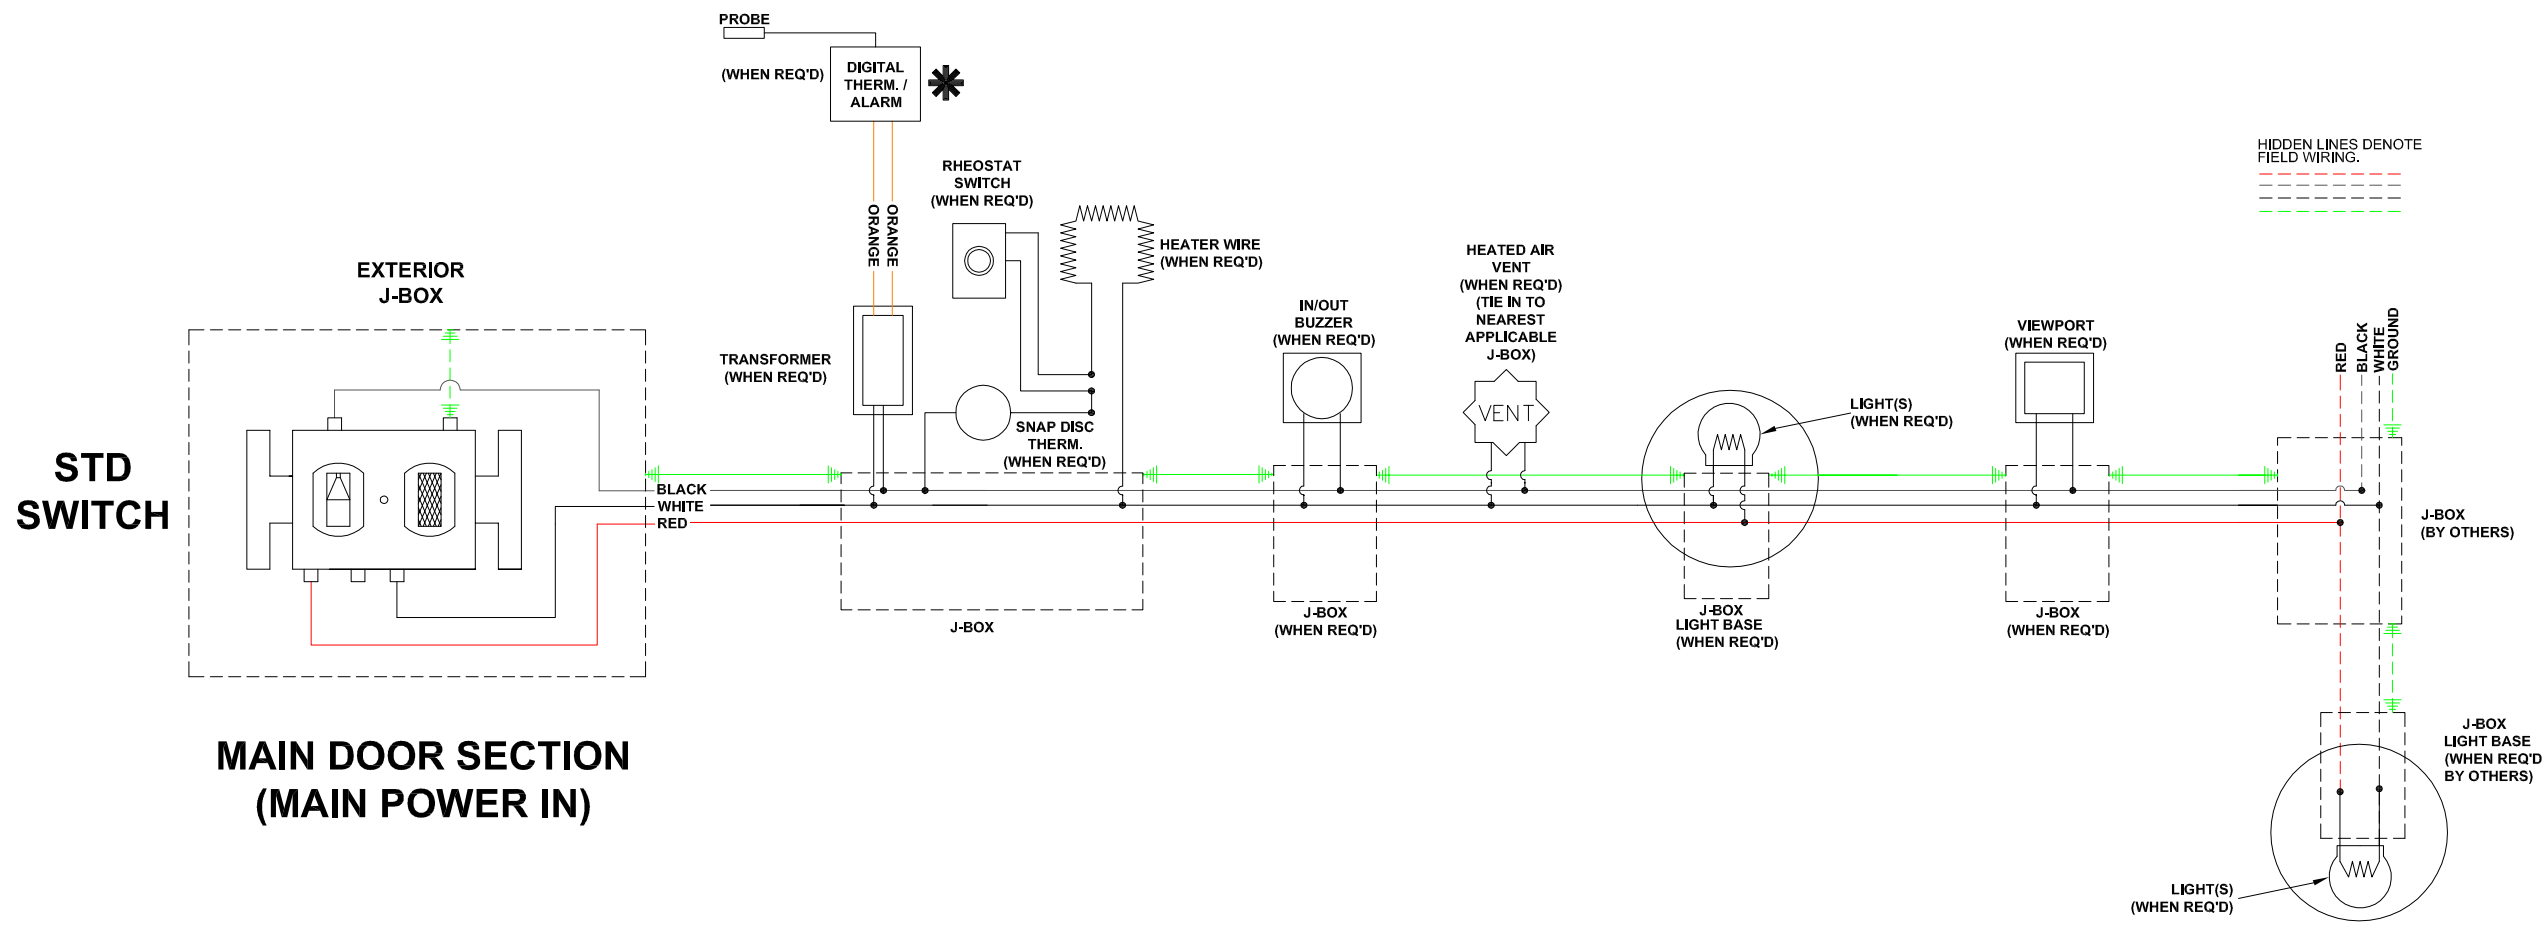 PROBE
(WHEN REQ'D)
DIGITAL
THERM. /
ALARM
ORANGE
ORANGE
RHEOSTAT
SWITCH
(WHEN REQ'D)
HEATER WIRE
(WHEN REQ'D)
EXTERIOR
J-BOX
TRANSFORMER
(WHEN REQ'D)
SNAP DISC
THERM.
(WHEN REQ'D)
IN/OUT
BUZZER
(WHEN REQ'D)
HEATED AIR
VENT
(WHEN REQ'D)
(TIE IN TO
NEAREST
APPLICABLE
J-BOX)
VENT
LIGHT(S)
(WHEN REQ'D)
VIEWPORT
(WHEN REQ'D)
HIDDEN LINES DENOTE
FIELD WIRING.
RED
BLACK
WHITE
GROUND
STD
SWITCH
BLACK
WHITE
RED
J-BOX
J-BOX
(WHEN REQ'D)
J-BOX
LIGHT BASE
(WHEN REQ'D)
J-BOX
(WHEN REQ'D)
J-BOX
(BY OTHERS)
MAIN DOOR SECTION
(MAIN POWER IN)
J-BOX
LIGHT BASE
(WHEN REQ'D
BY OTHERS)
LIGHT(S)
(WHEN REQ'D)